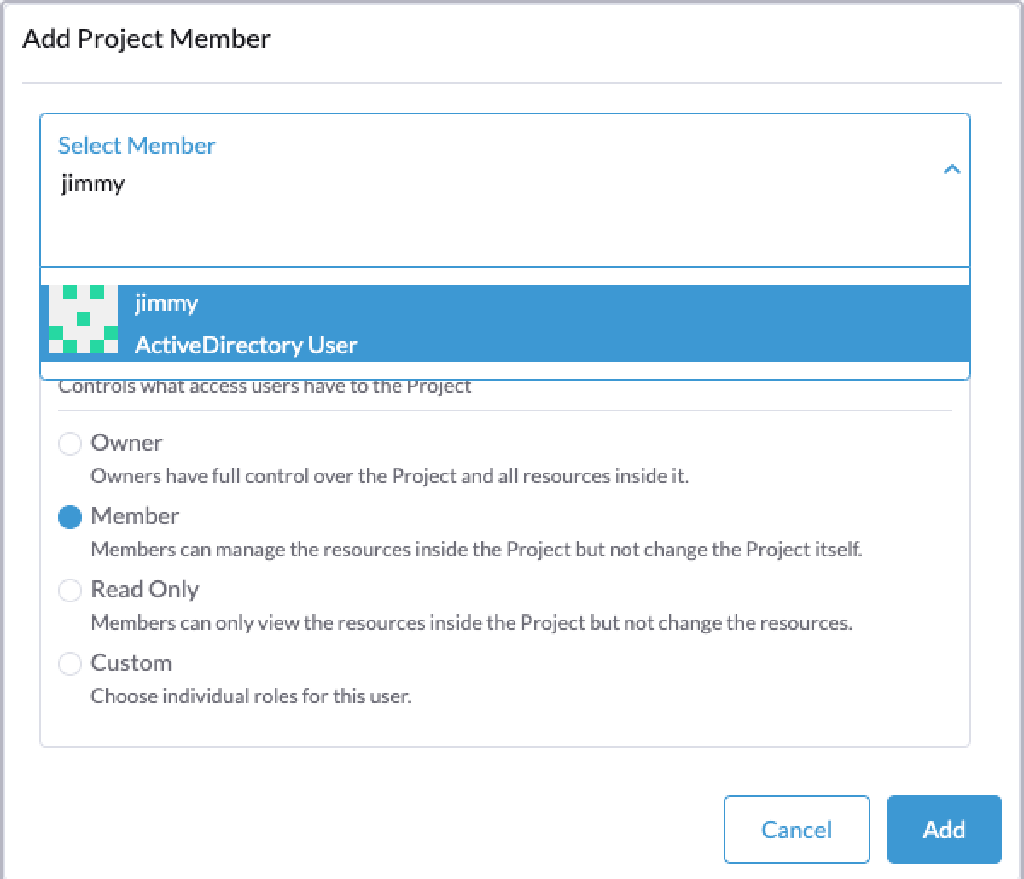 Add Project Member
Select Member
jimmy
jimmy
ActiveDirectory User
Controls what access users have to the Project
Owner
Owners have full control over the Project and all resources inside it.
Member
Members can manage the resources inside the Project but not change the Project itself.
Read Only
Members can only view the resources inside the Project but not change the resources.
Custom
Choose individual roles for this user.
Cancel
Add